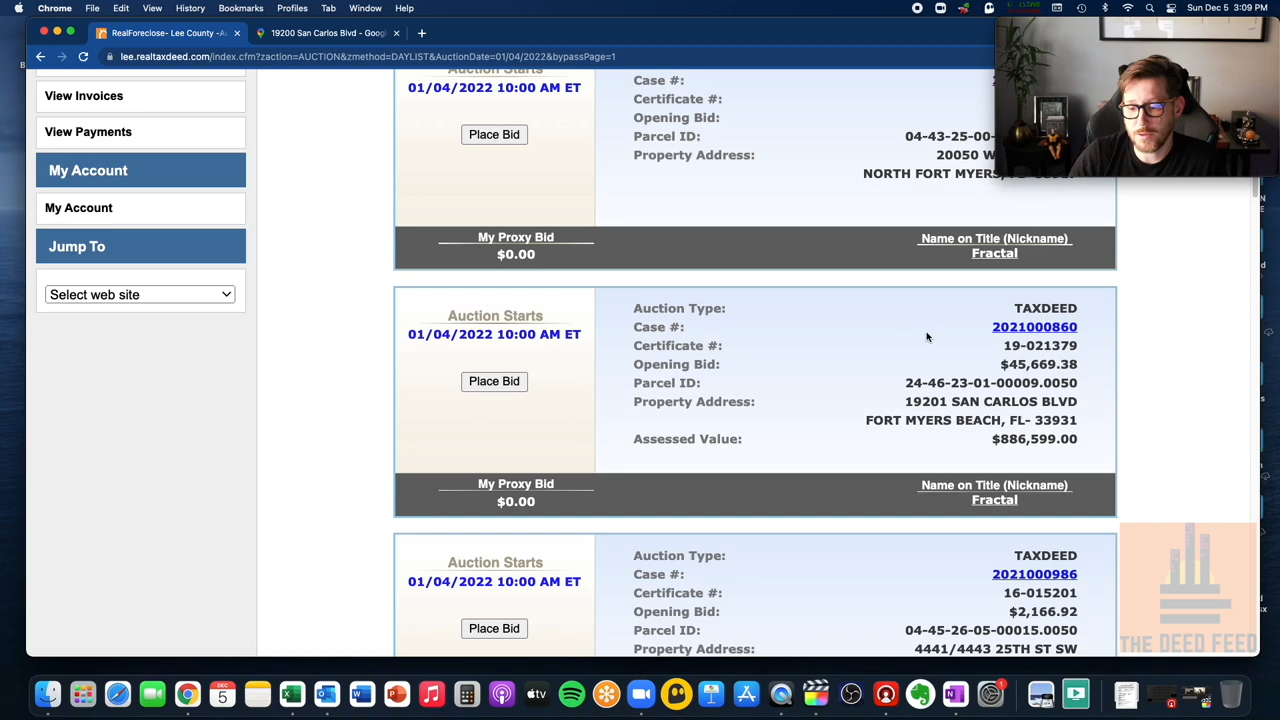 Chrome File Edit View History Bookmarks Profiles Tab Window Help Sun Dec 5 3:09 PM
RealForeclose- Lee County -A 19200 San Carlos Blvd - Goog
lee.realtaxdeed.com/index.cfm?zaction=AUCTION&zmethod=DAYLIST&AuctionDate=01/04/2022&bypassPage=1
View Invoices
View Payments
My Account
My Account
Jump To
Select web site
Auction Starts
01/04/2022 10:00 AM ET
Place Bid
Case #:
Certificate #:
Opening Bid:
Parcel ID: 04-43-25-00-
Property Address: 20050 W
NORTH FORT MYERS,
My Proxy Bid
$0.00
Name on Title (Nickname)
Fractal
Auction Starts
01/04/2022 10:00 AM ET
Place Bid
Auction Type: TAXDEED
Case #: 2021000860
Certificate #: 19-021379
Opening Bid: $45,669.38
Parcel ID: 24-46-23-01-00009.0050
Property Address: 19201 SAN CARLOS BLVD
FORT MYERS BEACH, FL- 33931
Assessed Value: $886,599.00
My Proxy Bid
$0.00
Name on Title (Nickname)
Fractal
Auction Starts
01/04/2022 10:00 AM ET
Place Bid
Auction Type: TAXDEED
Case #: 2021000986
Certificate #: 16-015201
Opening Bid: $2,166.92
Parcel ID: 04-45-26-05-00015.0050
Property Address: 4441/4443 25TH ST SW
THE DEED FEED
DEC
5
tv
1